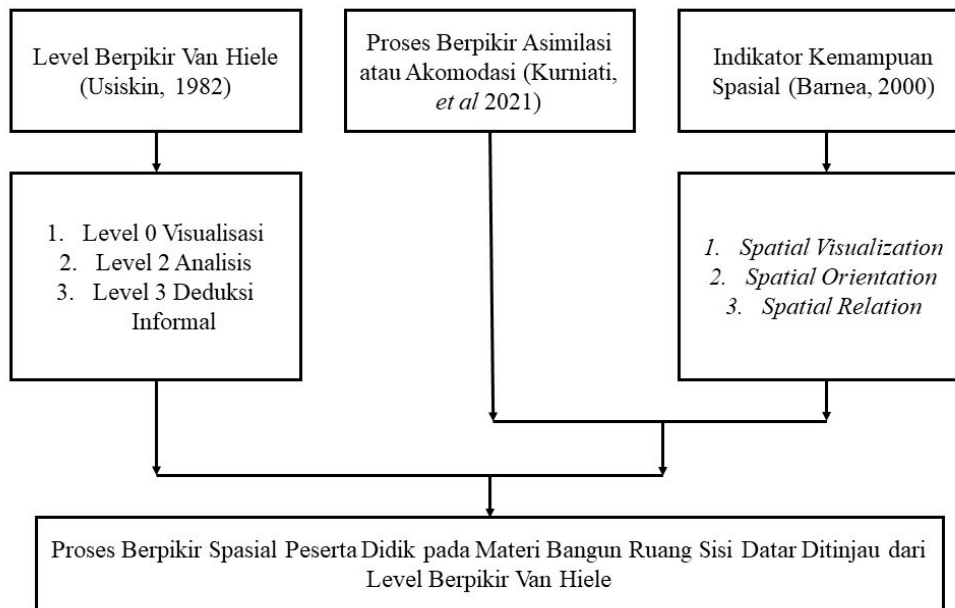 Level Berpikir Van Hiele
(Usiskin, 1982)
Proses Berpikir Asimilasi
atau Akomodasi (Kurniati,
et al 2021)
Indikator Kemampuan
Spasial (Barnea, 2000)
1. Level 0 Visualisasi
2. Level 2 Analisis
3. Level 3 Deduksi
Informal
1. Spatial Visualization
2. Spatial Orientation
3. Spatial Relation
Proses Berpikir Spasial Peserta Didik pada Materi Bangun Ruang Sisi Datar Ditinjau dari
Level Berpikir Van Hiele